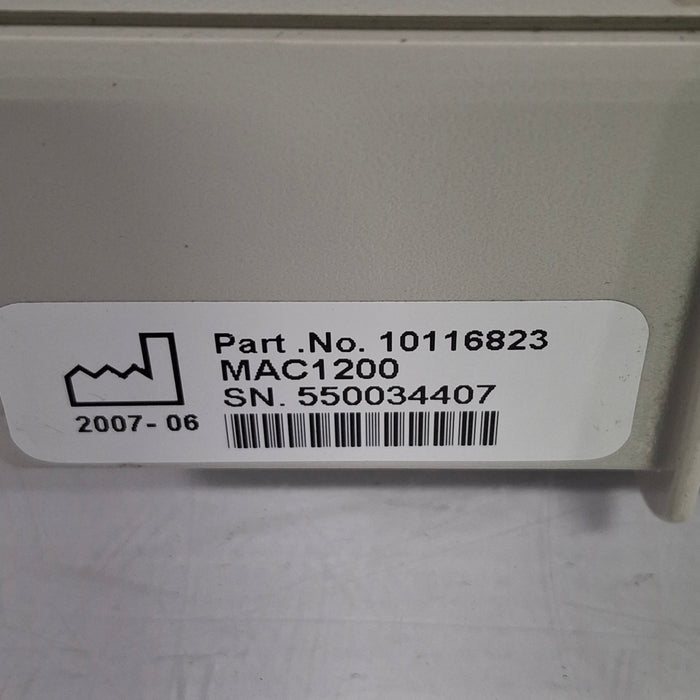 Part .No. 10116823
MAC1200
SN. 550034407
2007- 06